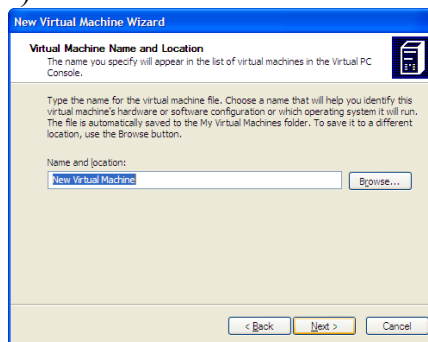 New Virtual Machine Wizard
Virtual Machine Name and Location
The name you specify will appear in the list of virtual machines in the Virtual PC
Console.
Type the name for the virtual machine file. Choose a name that will help you identify this
virtual machine's hardware or software configuration or which operating system it will run.
The file is automatically saved to the My Virtual Machines folder. To save it to a different
location, use the Browse button.
Name and location:
New Virtual Machine
Browse...
< Back
Next >
Cancel